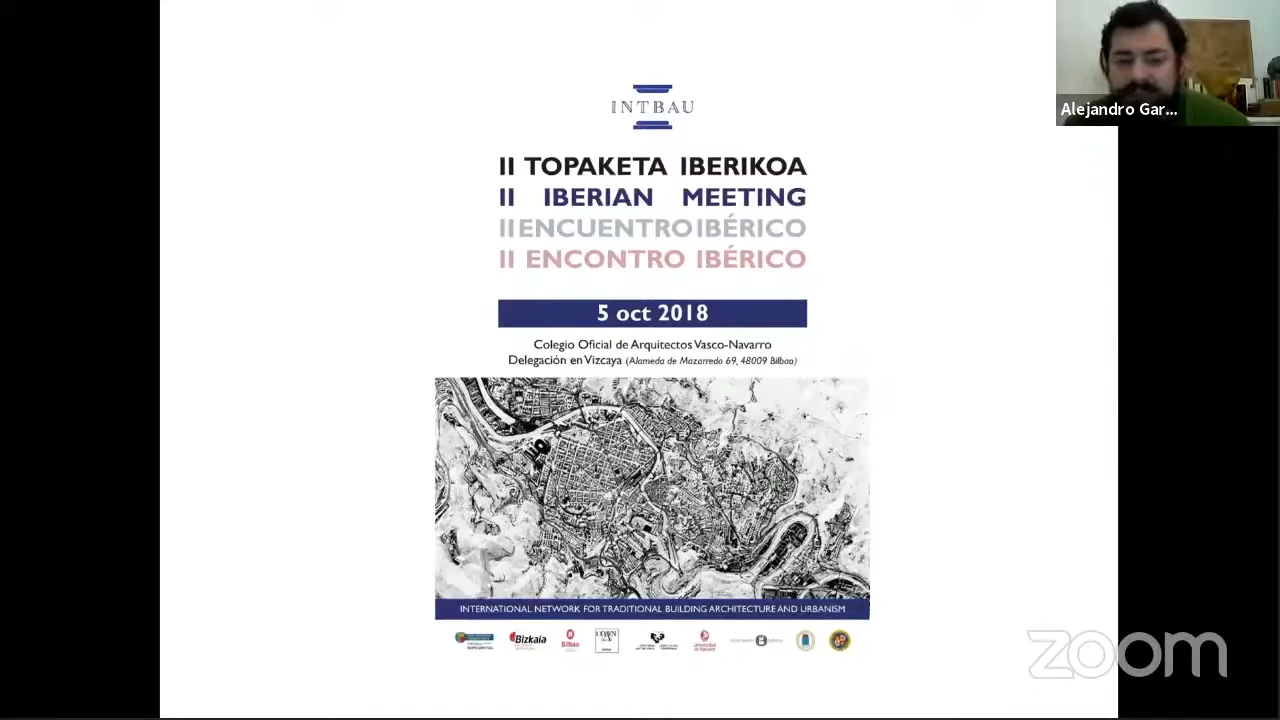 INTBAU
II TOPAKETA IBERIKOA
II IBERIAN MEETING
II ENCUENTRO IBÉRICO
II ENCONTRO IBÉRICO
5 oct 2018
Colegio Oficial de Arquitectos Vasco-Navarro
Delegación en Vizcaya (Alameda de Mazarredo 69, 48009 Bilbao)
INTERNATIONAL NETWORK FOR TRADITIONAL BUILDING ARCHITECTURE AND URBANISM
Bizkaia
Bilbao
Alejandro Gar...
zoom